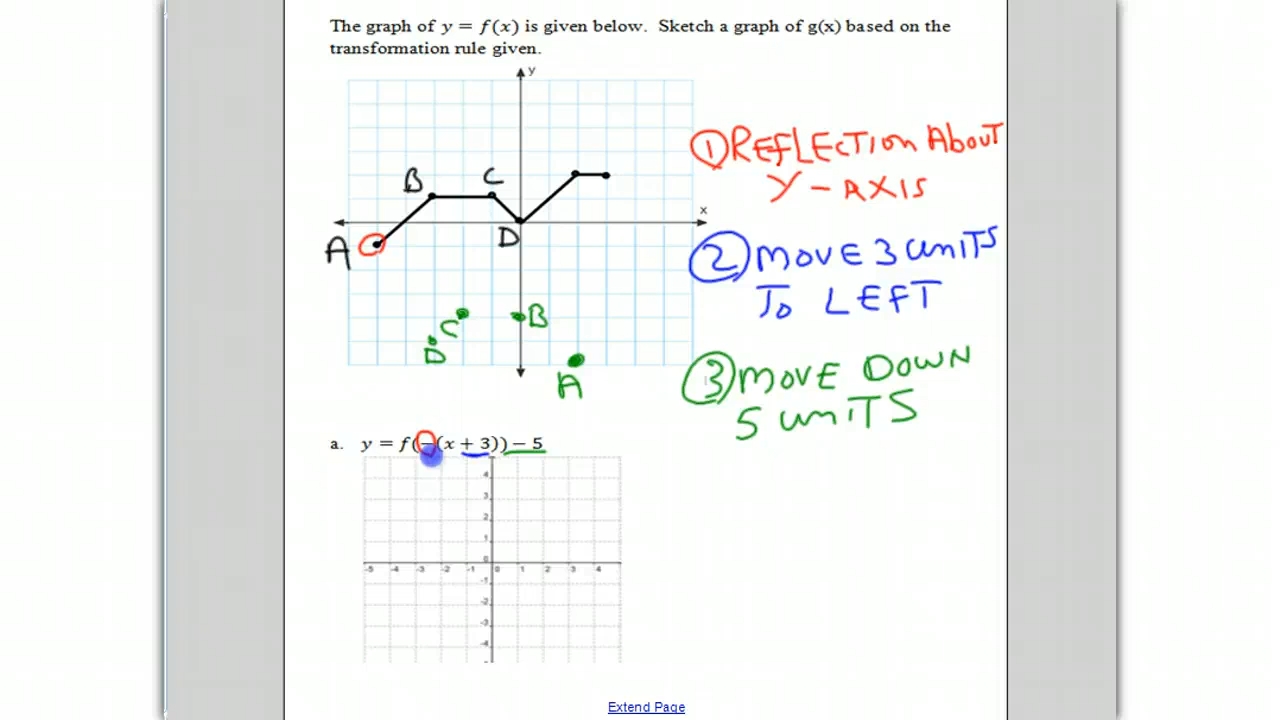 The graph of y = f(x) is given below. Sketch a graph of g(x) based on the
transformation rule given.
y
① REFLECTION ABOUT
Y-AXIS
B C
x
A D
② MOVE 3 UNITS
TO LEFT
C B
D
A
③ MOVE DOWN
5 UNITS
a. y = f(−(x + 3)) − 5
4
3
2
1
0
-5 -4 -3 -2 -1 0 1 2 3 4
-1
-2
-3
-4
Extend Page